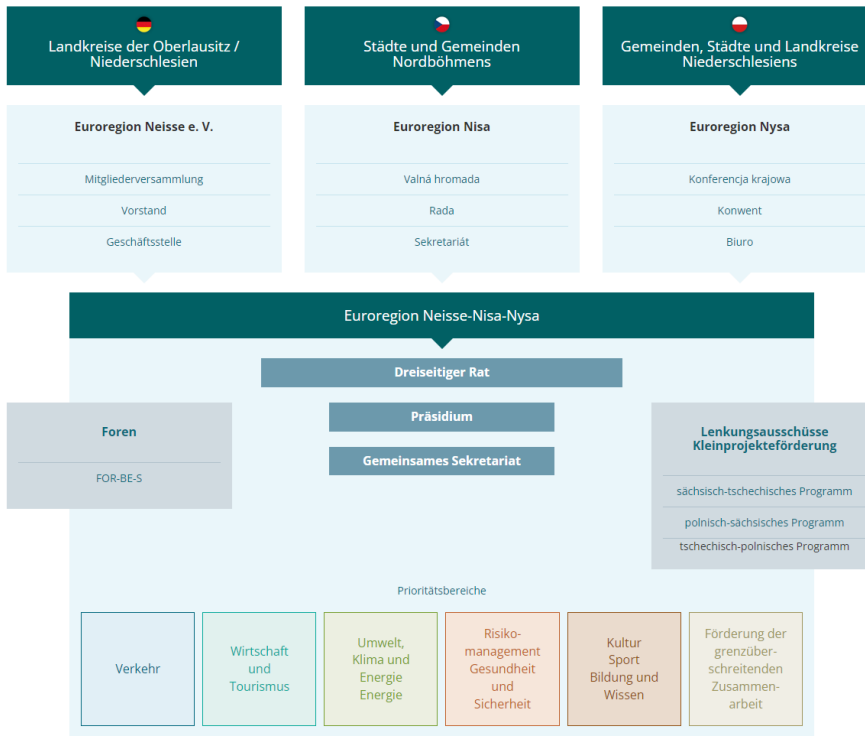 Landkreise der Oberlausitz /
Niederschlesien
Städte und Gemeinden
Nordböhmens
Gemeinden, Städte und Landkreise
Niederschlesiens
Euroregion Neisse e. V.
Mitgliederversammlung
Vorstand
Geschäftsstelle
Euroregion Nisa
Valná hromada
Rada
Sekretariát
Euroregion Nysa
Konferencja krajowa
Konwent
Biuro
Euroregion Neisse-Nisa-Nysa
Dreiseitiger Rat
Präsidium
Gemeinsames Sekretariat
Foren
FOR-BE-S
Lenkungsausschüsse
Kleinprojekteförderung
sächsisch-tschechisches Programm
polnisch-sächsisches Programm
tschechisch-polnisches Programm
Prioritätsbereiche
Verkehr
Wirtschaft
und
Tourismus
Umwelt,
Klima und
Energie
Energie
Risiko-
management
Gesundheit
und
Sicherheit
Kultur
Sport
Bildung und
Wissen
Förderung der
grenzüber-
schreitenden
Zusammen-
arbeit